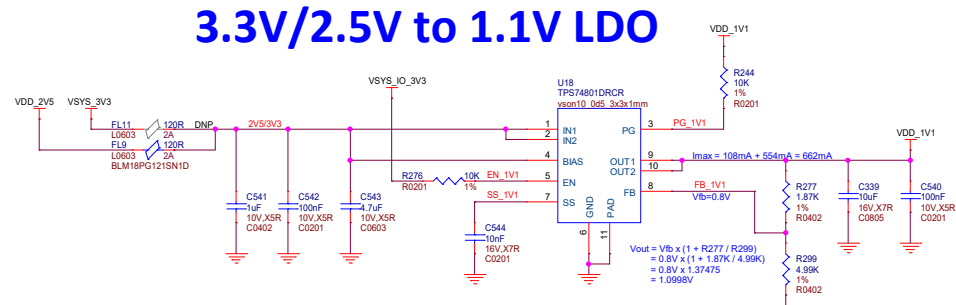 3.3V/2.5V to 1.1V LDO
VDD_1V1
VSYS_IO_3V3
U18
TPS74801DRCR
vson10_0d5_3x3x1mm
R244
10K
1%
R0201
VDD_2V5
VSYS_3V3
FL11
120R
DNP
L0603
2A
FL9
120R
L0603
2A
BLM18PG121SN1D
2V5/3V3
1
IN1
2
IN2
PG
3
PG_1V1
VDD_1V1
4
BIAS
OUT1
9
OUT2
10
Imax = 108mA + 554mA = 662mA
R276
10K
EN_1V1
5
EN
R0201
1%
FB
8
FB_1V1
Vfb=0.8V
SS_1V1
7
SS
GND
PAD
6
11
C541
1uF
10V,X5R
C0402
C542
100nF
10V,X5R
C0201
C543
4.7uF
10V,X5R
C0603
C544
10nF
16V,X7R
C0201
R277
1.87K
1%
R0402
C339
10uF
16V,X7R
C0805
C540
100nF
10V,X5R
C0201
Vout = Vfb x (1 + R277 / R299)
= 0.8V x (1 + 1.87K / 4.99K)
= 0.8V x 1.37475
= 1.0998V
R299
4.99K
1%
R0402